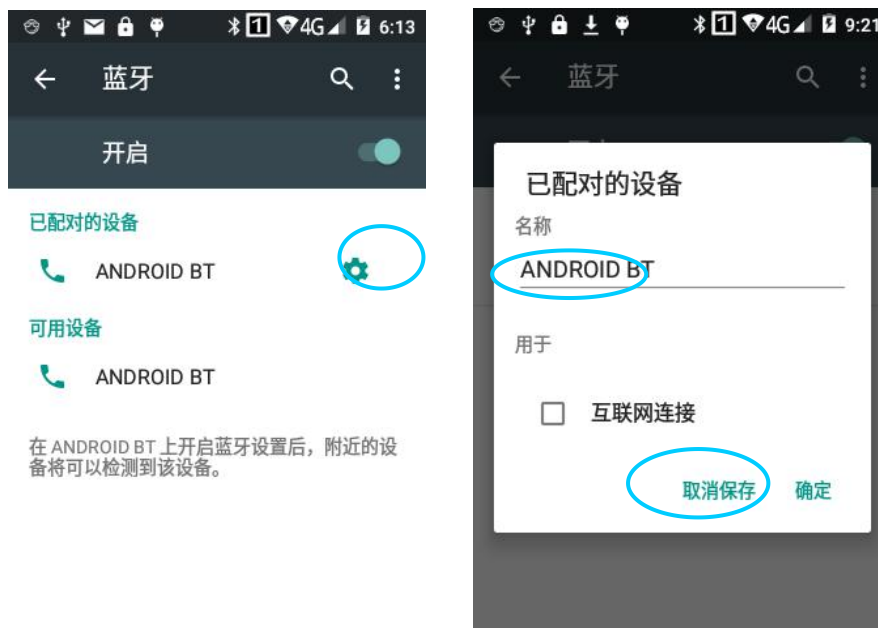 4G 6:13
蓝牙
开启
已配对的设备
ANDROID BT
可用设备
ANDROID BT
在 ANDROID BT 上开启蓝牙设置后，附近的设
备将可以检测到该设备。
1 4G 9:21
蓝牙
已配对的设备
名称
ANDROID BT
用于
互联网连接
取消保存 确定